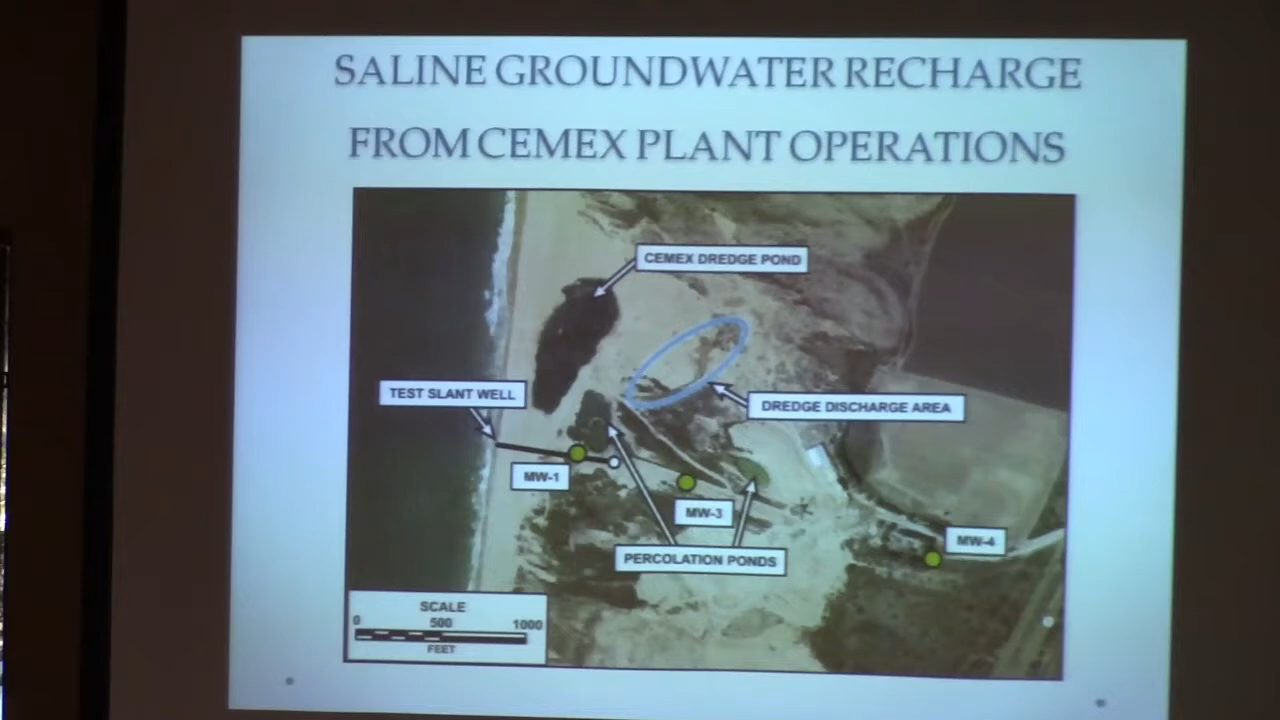 SALINE GROUNDWATER RECHARGE
FROM CEMEX PLANT OPERATIONS
CEMEX DREDGE POND
TEST SLANT WELL
DREDGE DISCHARGE AREA
MW-1
MW-3
MW-4
PERCOLATION PONDS
SCALE
0 500 1000
FEET